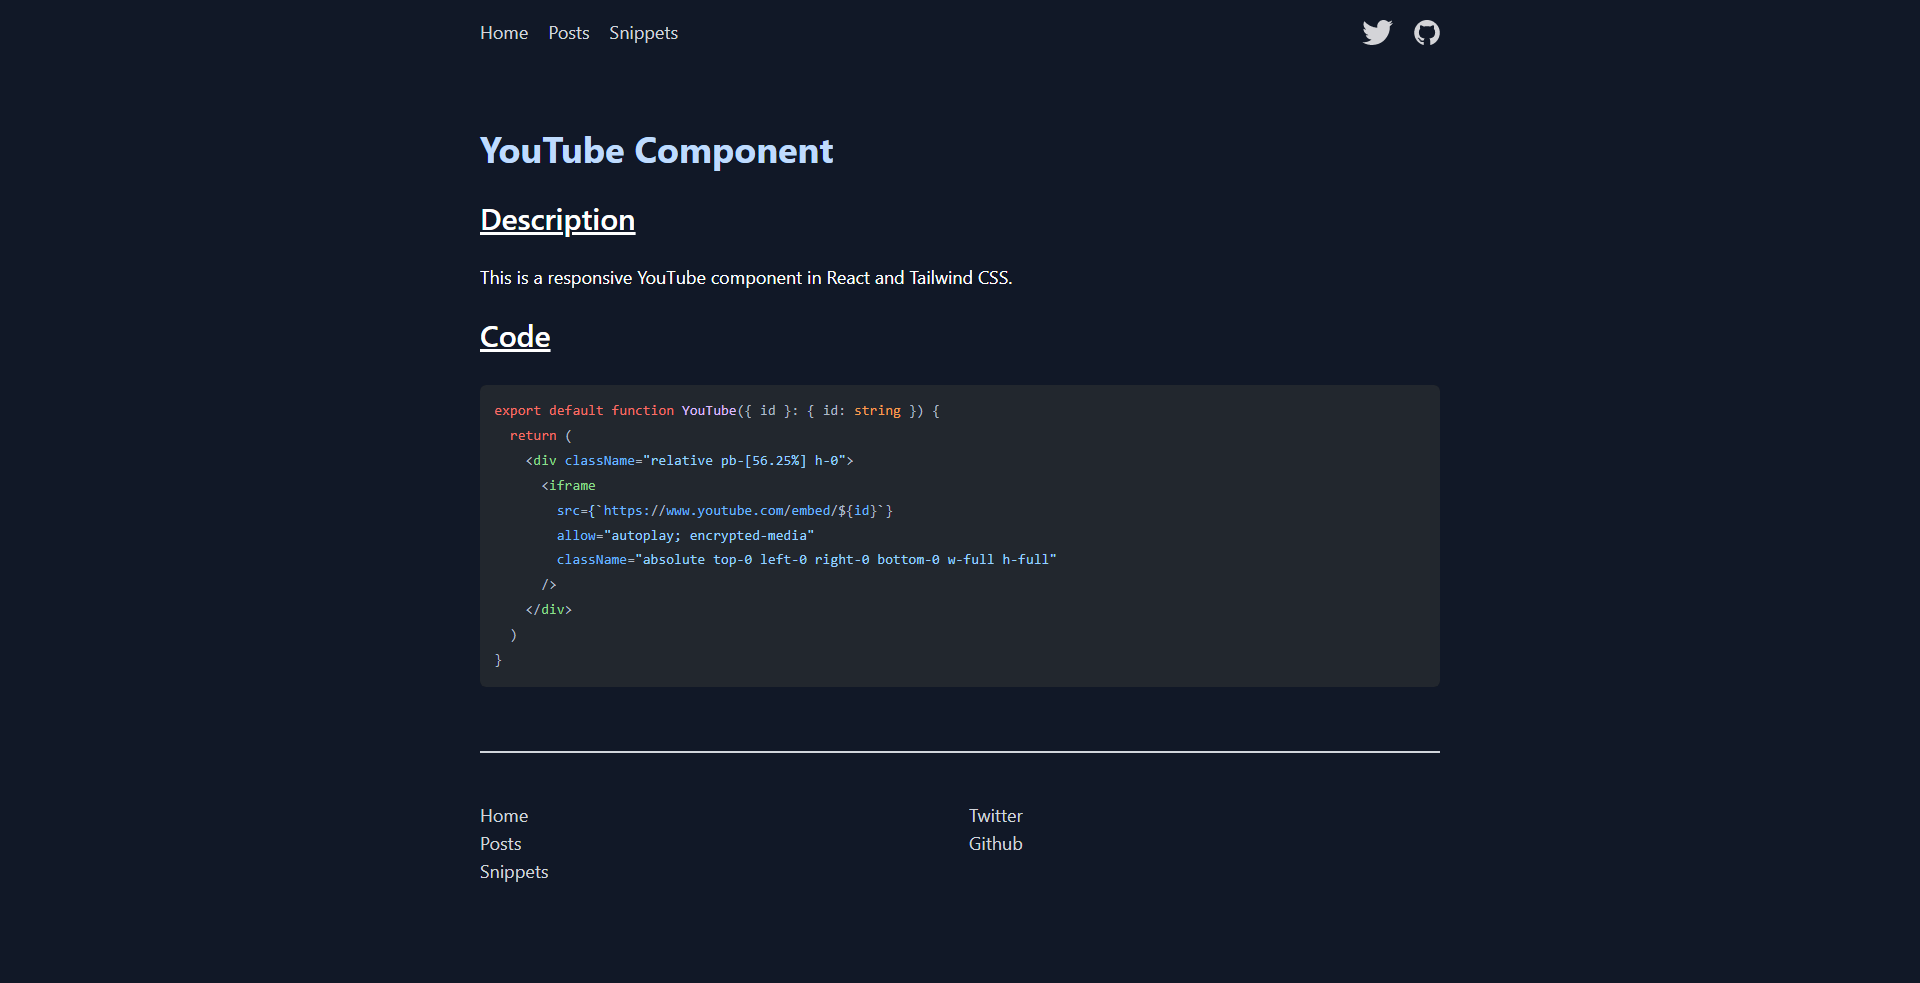 Home Posts Snippets
YouTube Component
Description
This is a responsive YouTube component in React and Tailwind CSS.
Code
export default function YouTube({ id }: { id: string }) {
  return (
    <div className="relative pb-[56.25%] h-0">
      <iframe
        src={`https://www.youtube.com/embed/${id}`}
        allow="autoplay; encrypted-media"
        className="absolute top-0 left-0 right-0 bottom-0 w-full h-full"
      />
    </div>
  )
}
Home
Posts
Snippets
Twitter
Github